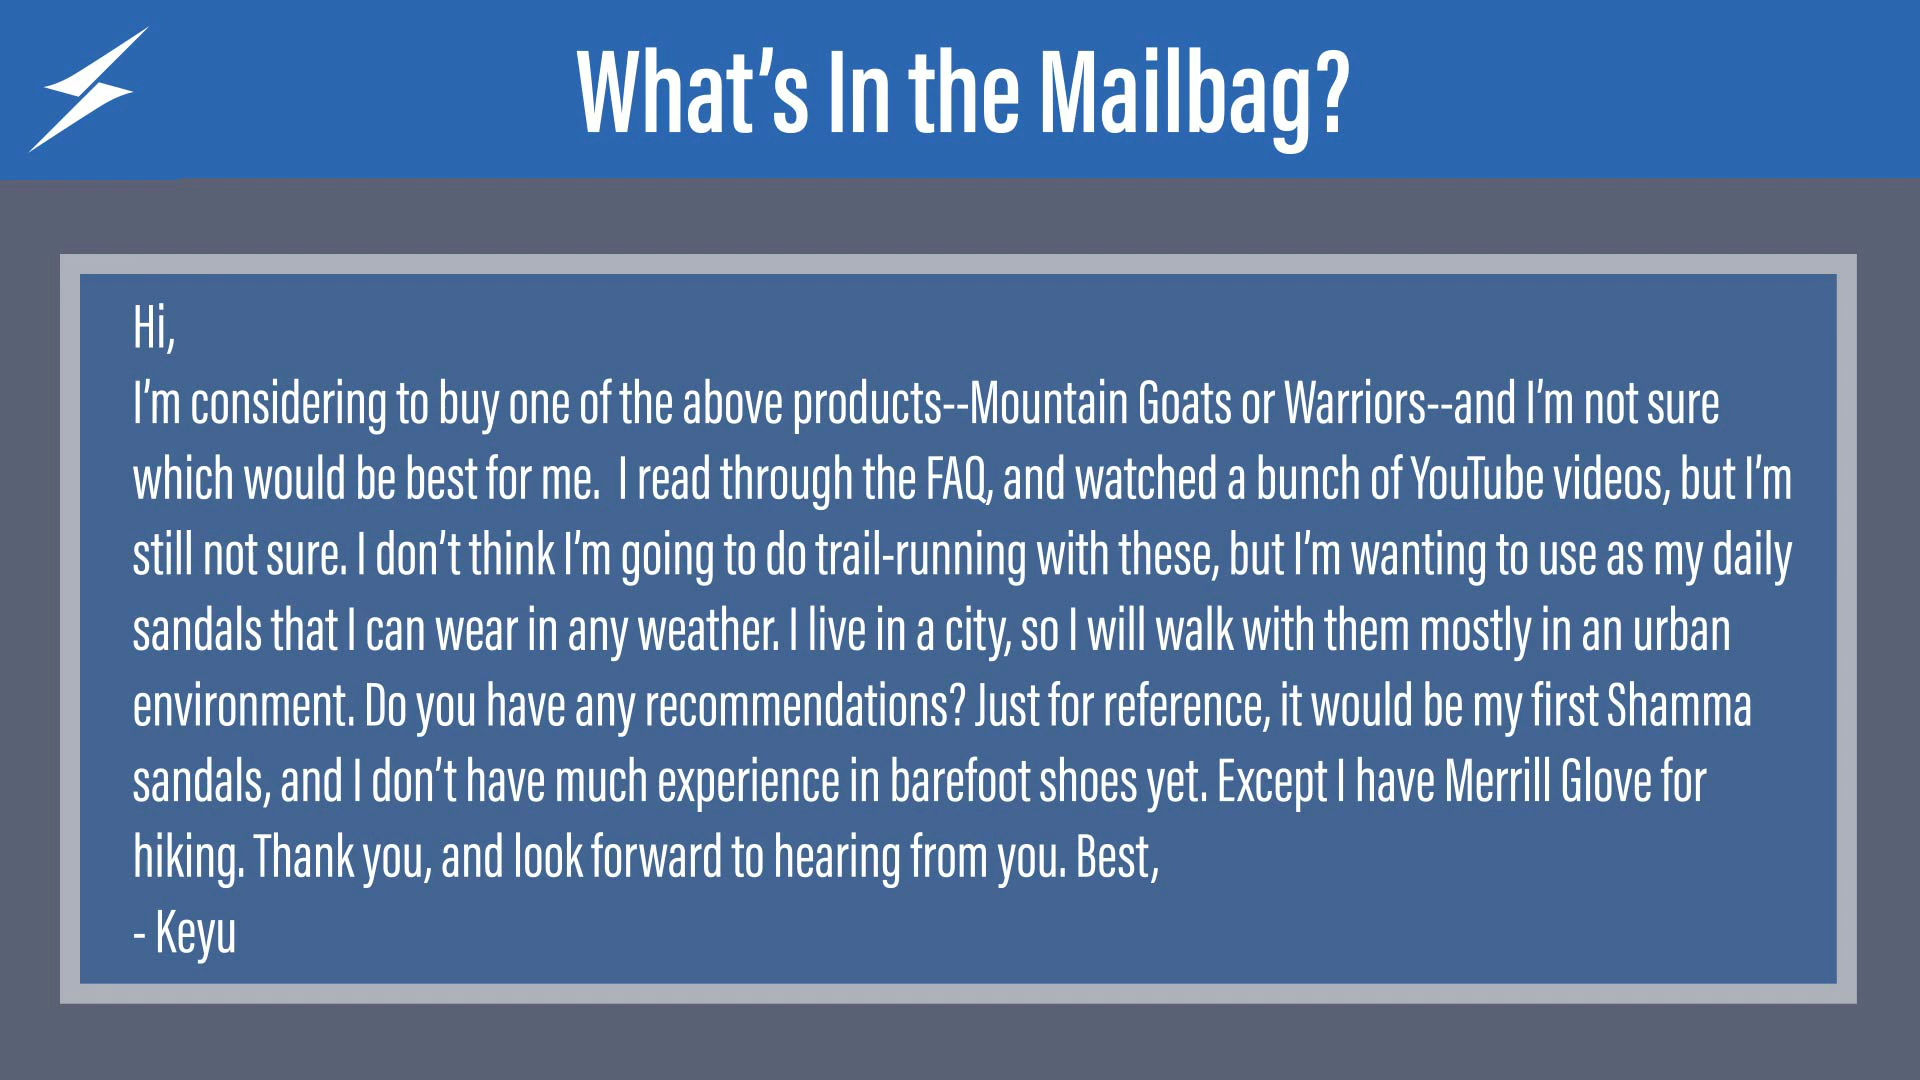 What’s In the Mailbag?
Hi,
I’m considering to buy one of the above products--Mountain Goats or Warriors--and I’m not sure
which would be best for me.  I read through the FAQ, and watched a bunch of YouTube videos, but I’m
still not sure. I don’t think I’m going to do trail-running with these, but I’m wanting to use as my daily
sandals that I can wear in any weather. I live in a city, so I will walk with them mostly in an urban
environment. Do you have any recommendations? Just for reference, it would be my first Shamma
sandals, and I don’t have much experience in barefoot shoes yet. Except I have Merrill Glove for
hiking. Thank you, and look forward to hearing from you. Best,
- Keyu